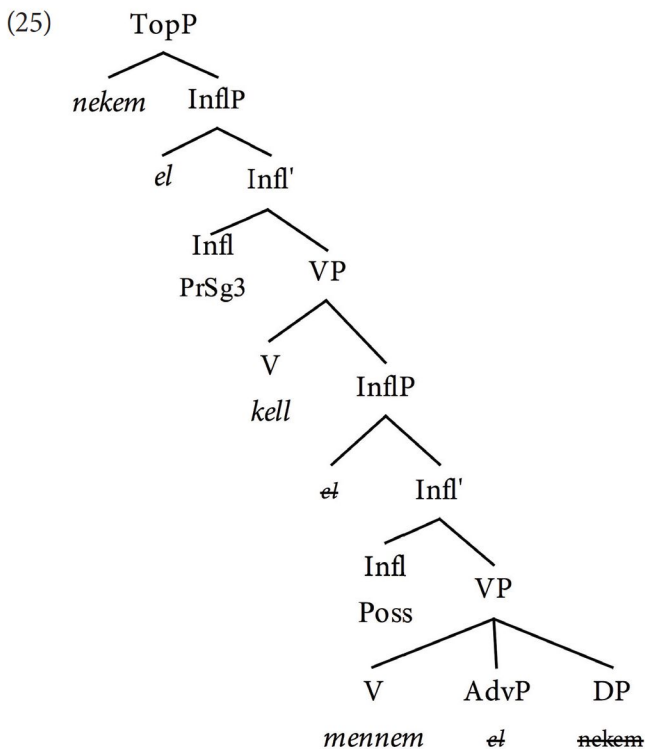 (25)
TopP
nekem InflP
el Infl'
Infl
PrSg3
VP
V
kell
InflP
el Infl'
Infl
Poss
VP
V AdvP DP
mennem el nekem